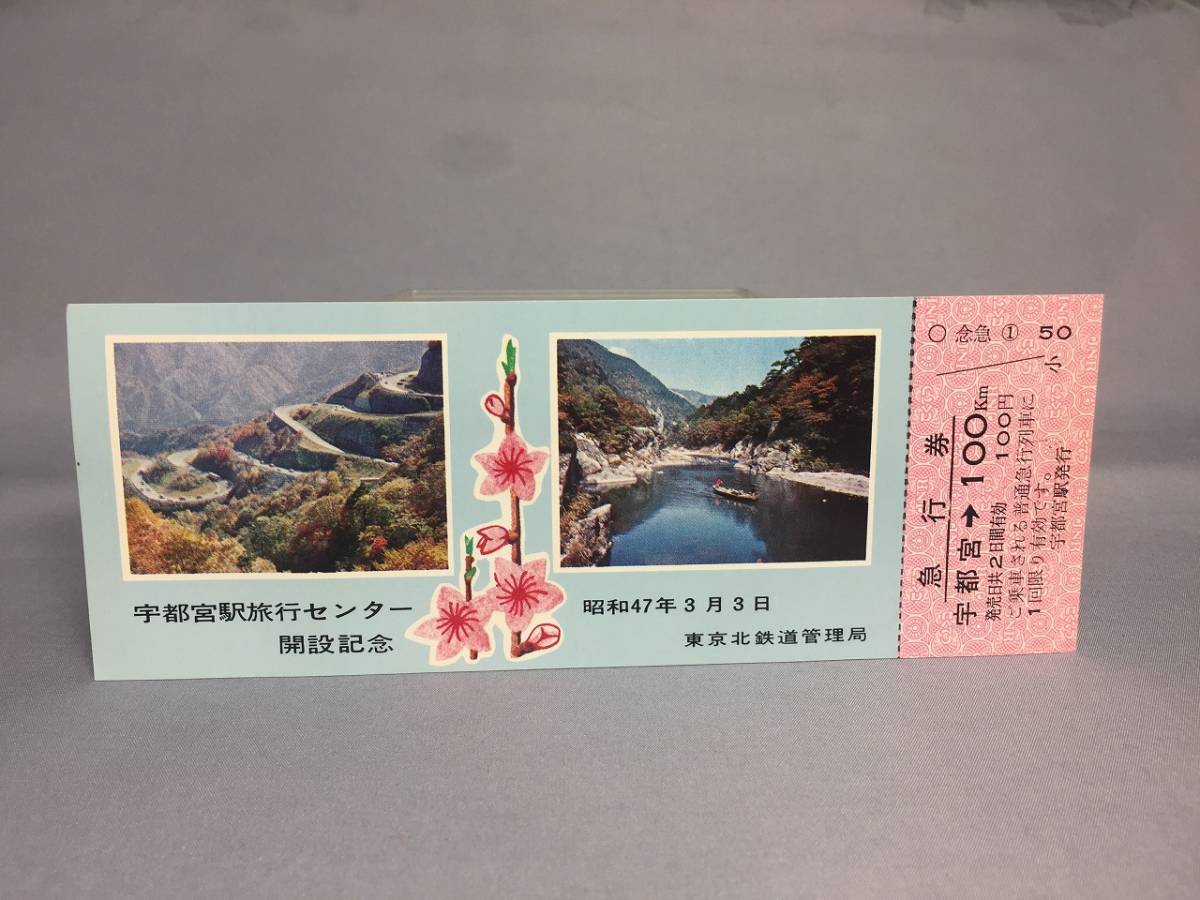 宇都宮駅旅行センター
開設記念
昭和47年3月3日
東京北鉄道管理局
〇 念急 ① 50
小
急行券
宇都宮→100Km
100円
発売日共2日間有効
ご乗車される普通急行列車に
1回限り有効です。
宇都宮駅発行